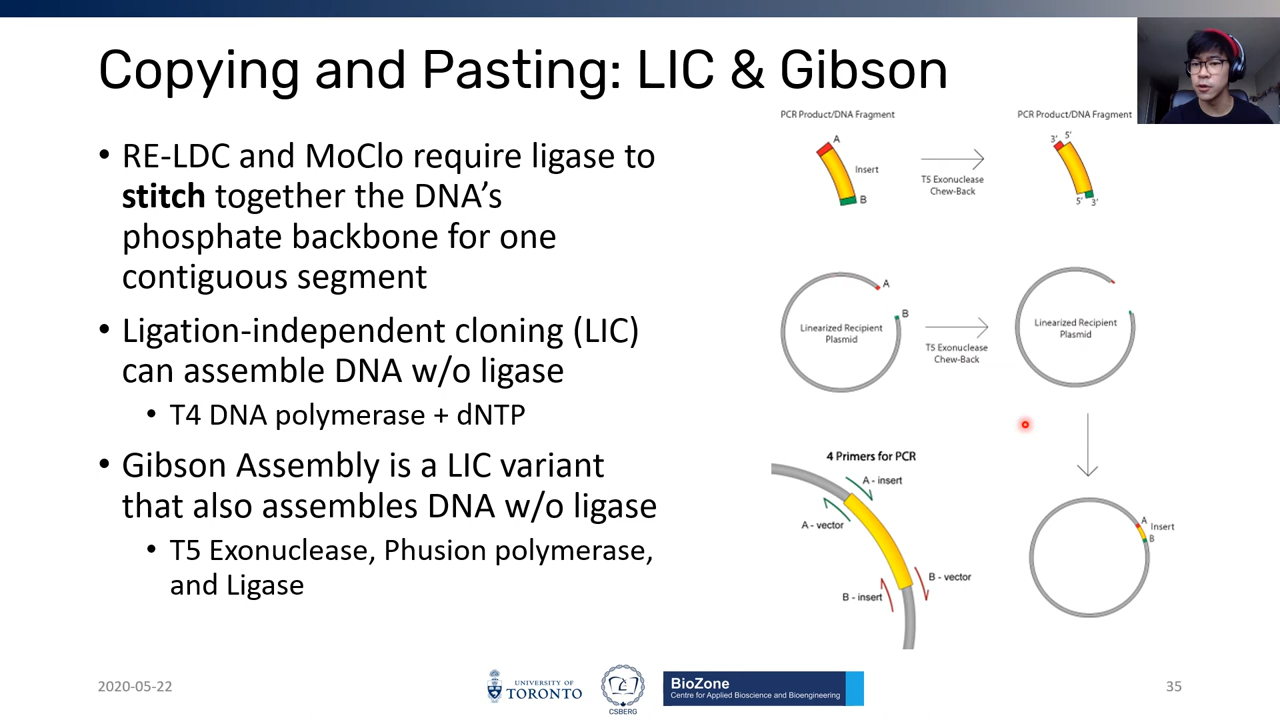 Copying and Pasting: LIC & Gibson
• RE-LDC and MoClo require ligase to
stitch together the DNA’s
phosphate backbone for one
contiguous segment
• Ligation-independent cloning (LIC)
can assemble DNA w/o ligase
• T4 DNA polymerase + dNTP
• Gibson Assembly is a LIC variant
that also assembles DNA w/o ligase
• T5 Exonuclease, Phusion polymerase,
and Ligase
PCR Product/DNA Fragment
A
Insert
B
T5 Exonuclease
Chew-Back
PCR Product/DNA Fragment
3' 5'
5' 3'
A
B
Linearized Recipient
Plasmid
T5 Exonuclease
Chew-Back
Linearized Recipient
Plasmid
4 Primers for PCR
A - insert
A - vector
B - vector
B - insert
A
Insert
B
2020-05-22
UNIVERSITY OF
TORONTO
CSBERG
BioZone
Centre for Applied Bioscience and Bioengineering
35